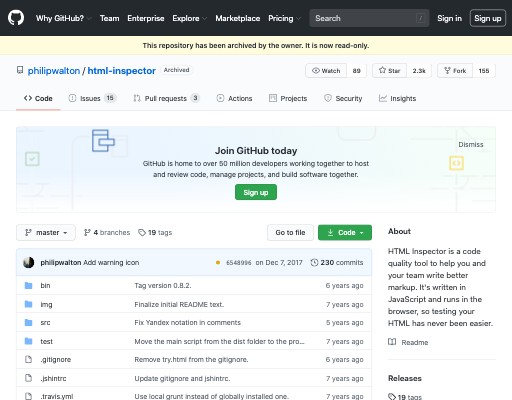 Why GitHub? Team Enterprise Explore Marketplace Pricing Search / Sign in Sign up
This repository has been archived by the owner. It is now read-only.
philipwalton / html-inspector Archived Watch 89 Star 2.3k Fork 155
Code Issues 15 Pull requests 3 Actions Projects Security Insights
Join GitHub today
Dismiss
GitHub is home to over 50 million developers working together to host
and review code, manage projects, and build software together.
Sign up
master 4 branches 19 tags Go to file Code
philipwalton Add warning icon 6548996 on Dec 7, 2017 230 commits
bin Tag version 0.8.2. 6 years ago
img Finalize initial README text. 7 years ago
src Fix Yandex notation in comments 5 years ago
test Move the main script from the dist folder to the pro... 7 years ago
.gitignore Remove try.html from the gitignore. 6 years ago
.jshintrc Update gitignore and jshintrc. 7 years ago
.travis.yml Use local grunt instead of globally installed one. 7 years ago
About
HTML Inspector is a code
quality tool to help you and
your team write better
markup. It's written in
JavaScript and runs in the
browser, so testing your
HTML has never been easier.
Readme
Releases
19 tags